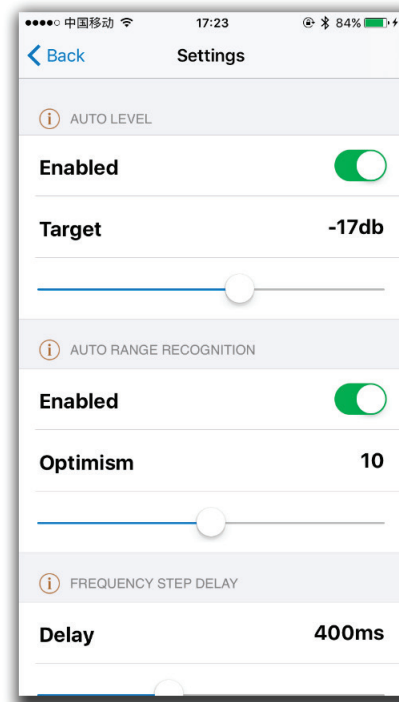 中国移动 17:23 84%
Back Settings
AUTO LEVEL
Enabled
Target -17db
AUTO RANGE RECOGNITION
Enabled
Optimism 10
FREQUENCY STEP DELAY
Delay 400ms